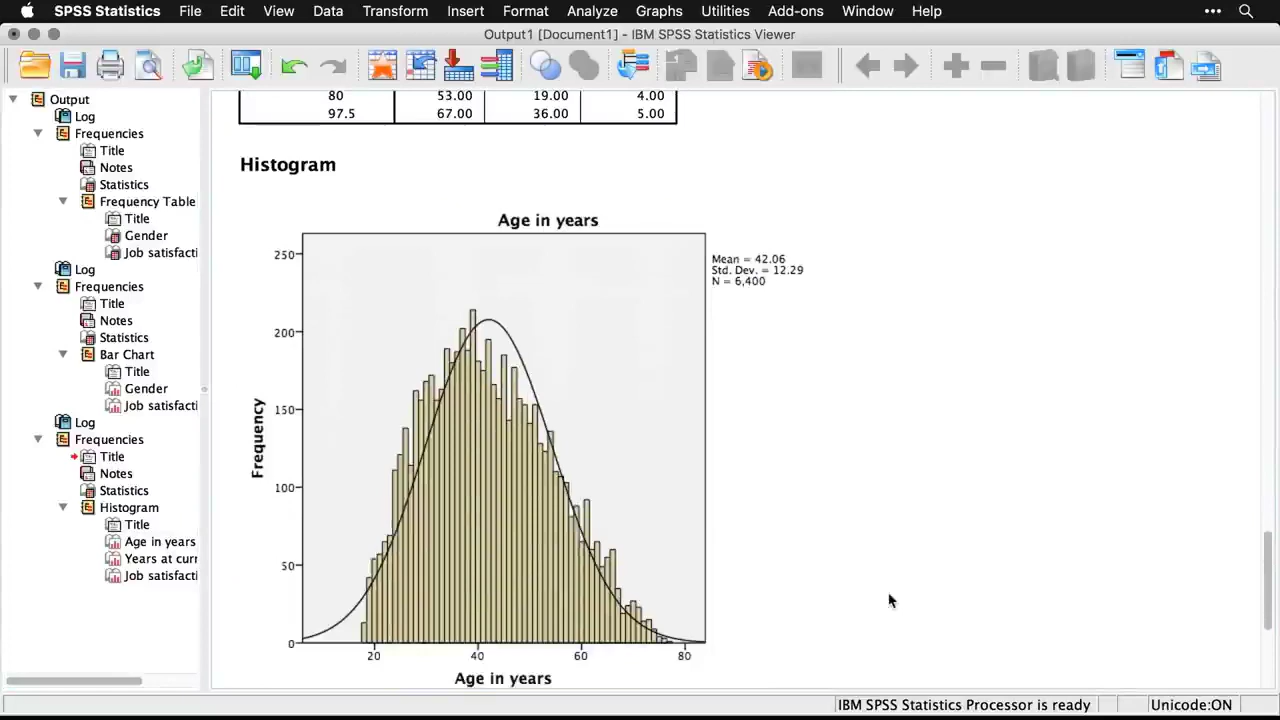 SPSS Statistics File Edit View Data Transform Insert Format Analyze Graphs Utilities Add-ons Window Help
Output1 [Document1] - IBM SPSS Statistics Viewer
Output
Log
Frequencies
Title
Notes
Statistics
Frequency Table
Title
Gender
Job satisfacti
Log
Frequencies
Title
Notes
Statistics
Bar Chart
Title
Gender
Job satisfacti
Log
Frequencies
Title
Notes
Statistics
Histogram
Title
Age in years
Years at curr
Job satisfacti
80 53.00 19.00 4.00
97.5 67.00 36.00 5.00
Histogram
Age in years
Mean = 42.06
Std. Dev. = 12.29
N = 6,400
Frequency
250
200
150
100
50
0
20 40 60 80
Age in years
IBM SPSS Statistics Processor is ready Unicode:ON